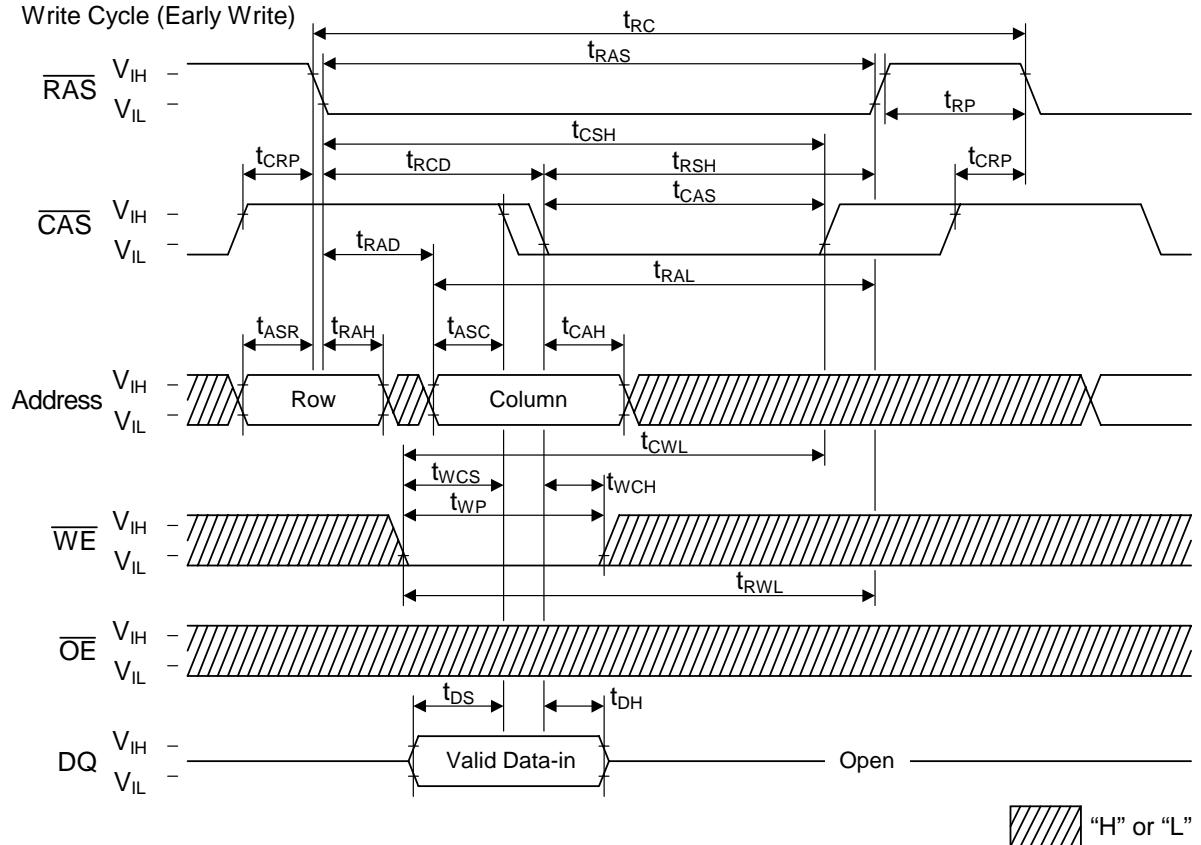 Write Cycle (Early Write)
tRC
RAS VIH
VIL
tRAS
tRP
tCSH
tCRP tRCD tRSH tCRP
CAS VIH
VIL
tCAS
tRAD
tRAL
tASR tRAH tASC tCAH
Address VIH
VIL
Row Column
tCWL
tWCS tWCH
tWP
WE VIH
VIL
tRWL
OE VIH
VIL
tDS tDH
DQ VIH
VIL
Valid Data-in Open
“H” or “L”